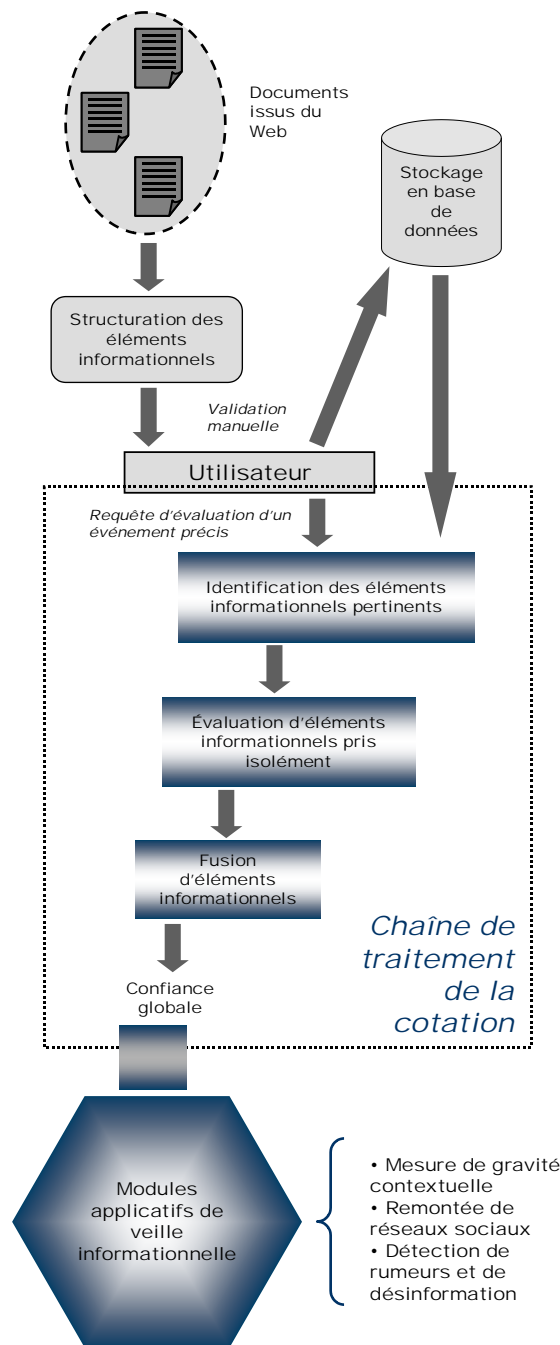 Documents
issus du
Web
Stockage
en base
de
données
Structuration des
éléments
informationnels
Validation
manuelle
Utilisateur
Requête d'évaluation d'un
événement précis
Identification des éléments
informationnels pertinents
Évaluation d'éléments
informationnels pris
isolément
Fusion
d'éléments
informationnels
Chaîne de
traitement
de la
cotation
Confiance
globale
Modules
applicatifs de
veille
informationnelle
• Mesure de gravité
contextuelle
• Remontée de
réseaux sociaux
• Détection de
rumeurs et de
désinformation